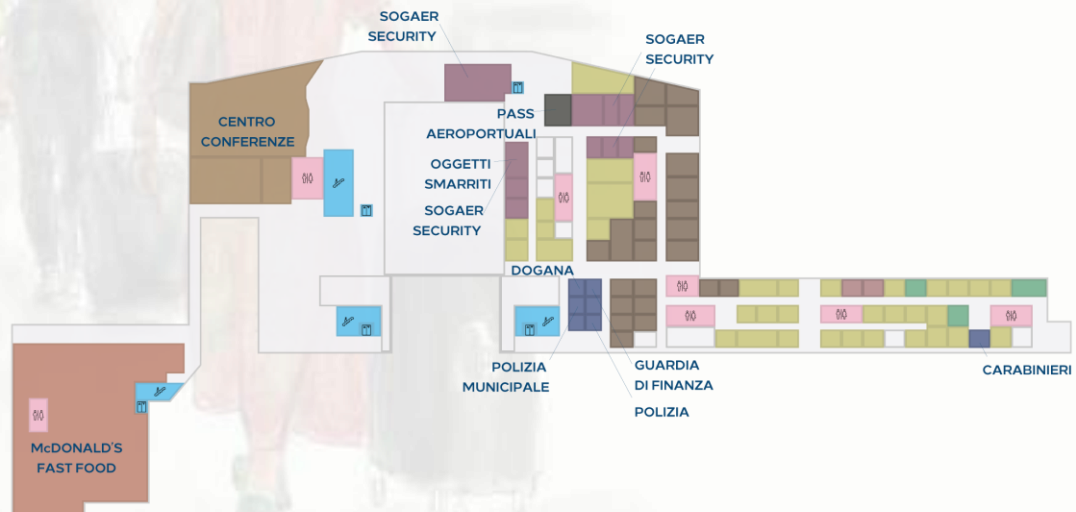 SOGAER
SECURITY
SOGAER
SECURITY
CENTRO
CONFERENZE
PASS
AEROPORTUALI
OGGETTI
SMARRITI
SOGAER
SECURITY
DOGANA
POLIZIA
MUNICIPALE
GUARDIA
DI FINANZA
POLIZIA
CARABINIERI
McDONALD'S
FAST FOOD